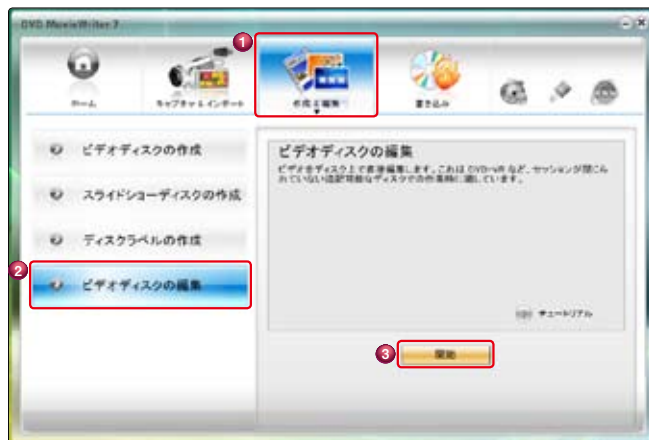 DVD MovieWriter 7
1
ホーム
キャプチャ & インポート
作成 & 編集
書き込み
ビデオディスクの作成
スライドショーディスクの作成
ディスクラベルの作成
2
ビデオディスクの編集
ビデオディスクの編集
ビデオをディスク上で直接編集します。これは DVD-VR など、セッションが閉じら
れていない追記可能なディスクでの作業時に適しています。
チュートリアル
3
開始